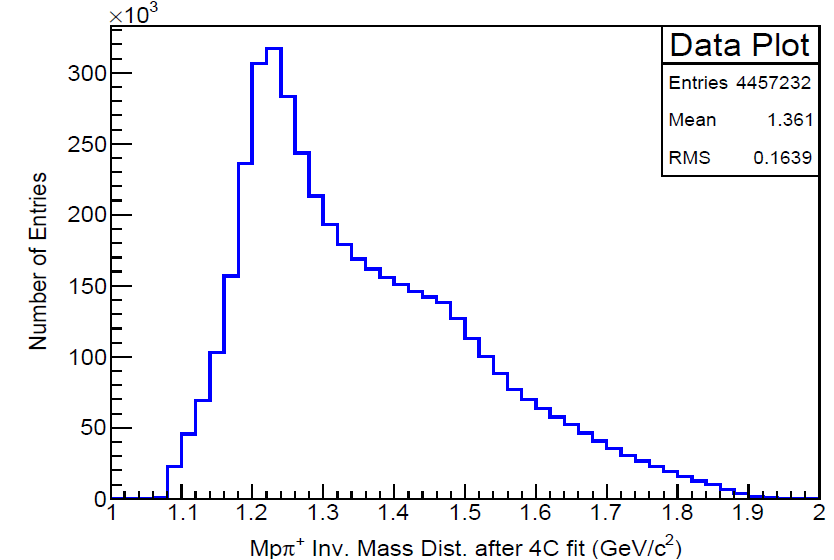 ×10³
Data Plot
Entries 4457232
Mean 1.361
RMS 0.1639
Number of Entries
300
250
200
150
100
50
0
1 1.1 1.2 1.3 1.4 1.5 1.6 1.7 1.8 1.9 2
Mpπ⁺ Inv. Mass Dist. after 4C fit (GeV/c²)